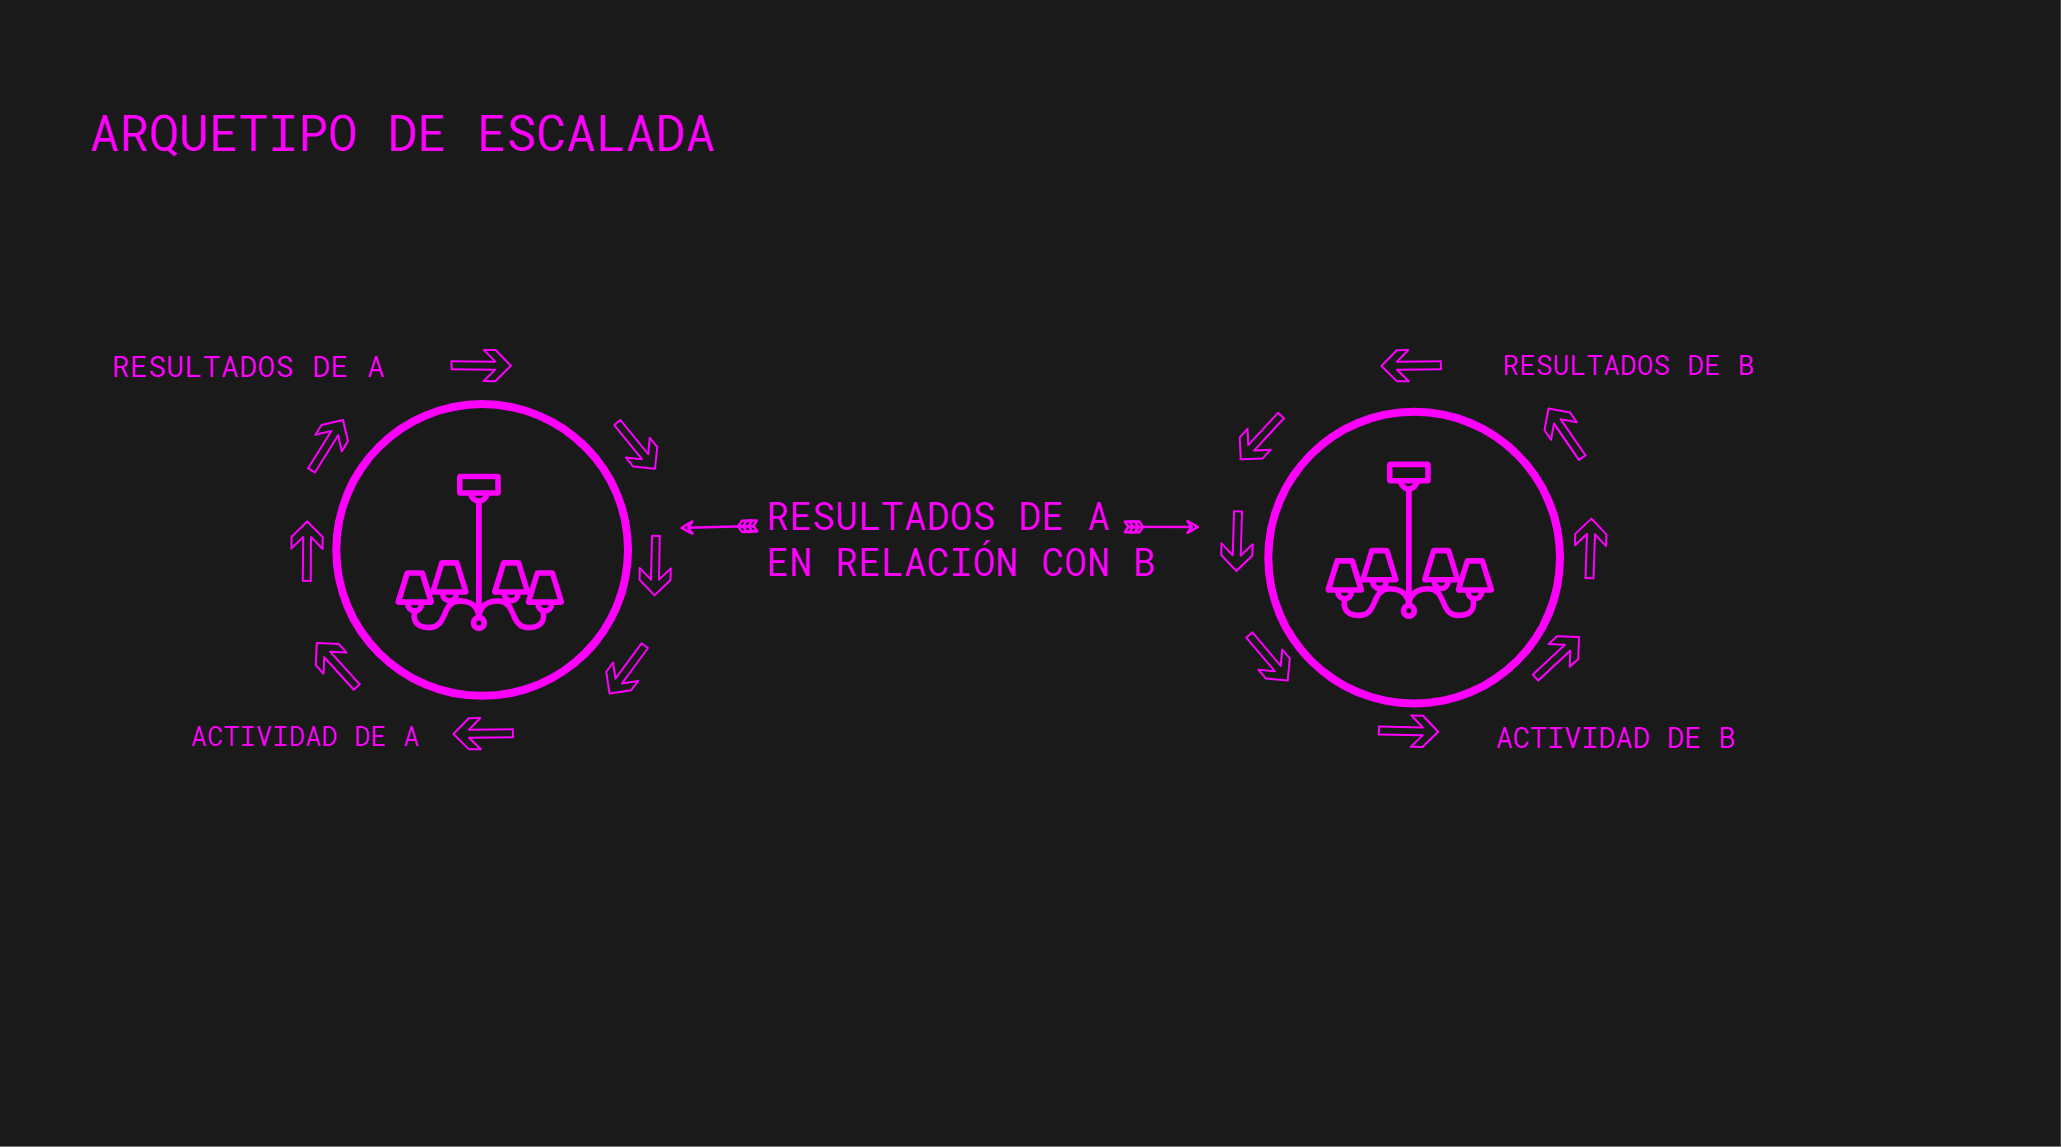 ARQUETIPO DE ESCALADA
RESULTADOS DE A
RESULTADOS DE B
RESULTADOS DE A
EN RELACIÓN CON B
ACTIVIDAD DE A
ACTIVIDAD DE B